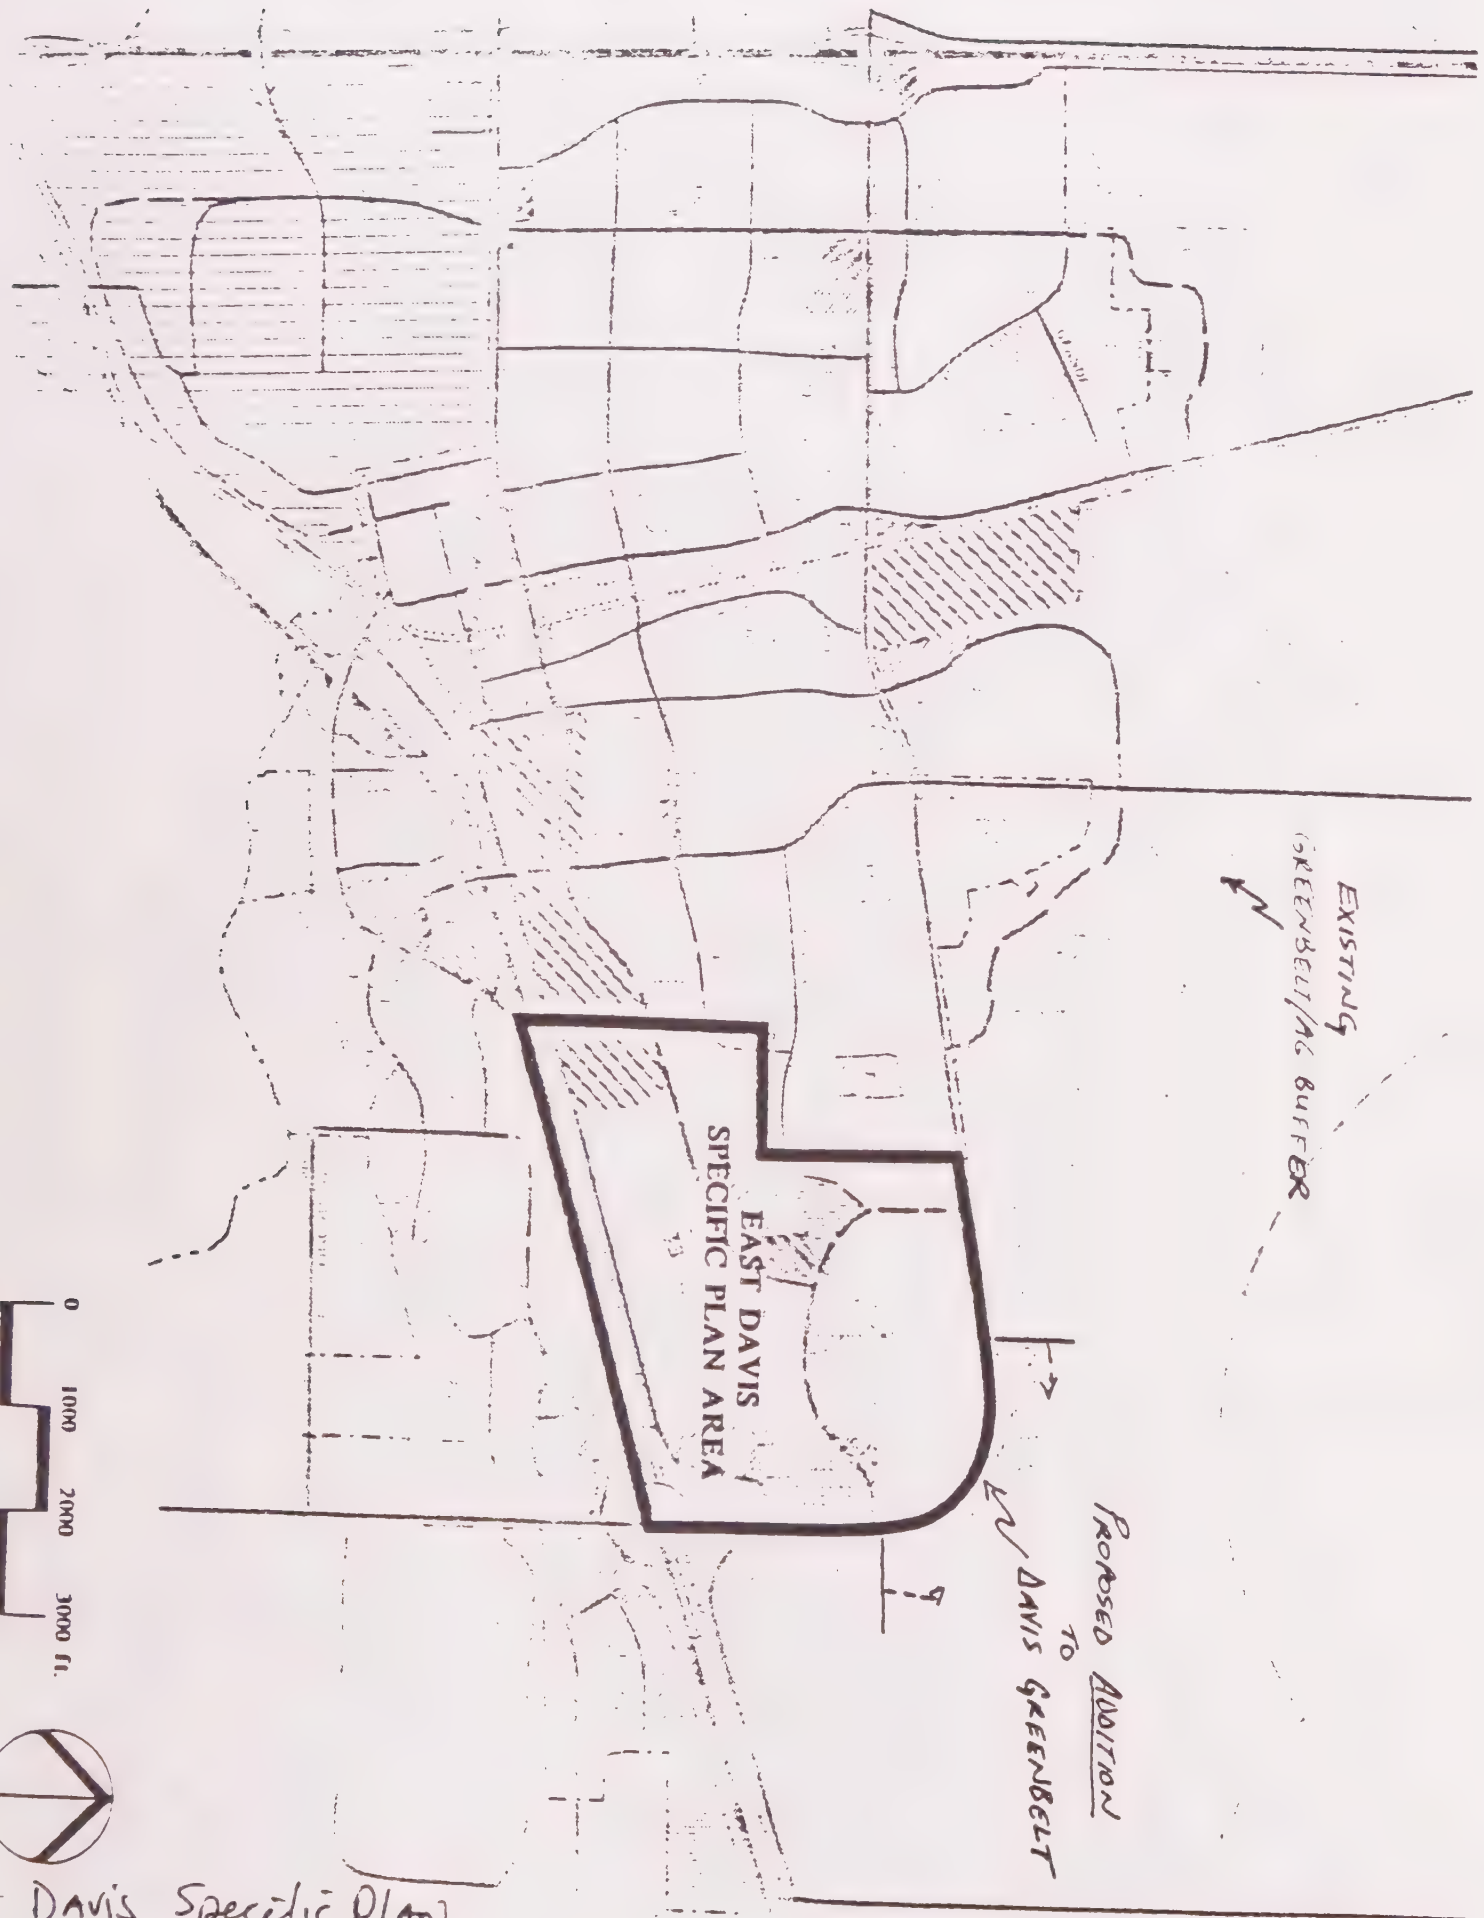 EXISTING
GREENBELT/AG BUFFER
PROPOSED ADDITION
TO
DAVIS GREENBELT
EAST DAVIS
SPECIFIC PLAN AREA
0 1000 2000 3000 ft.
DAVIS Specific Plan